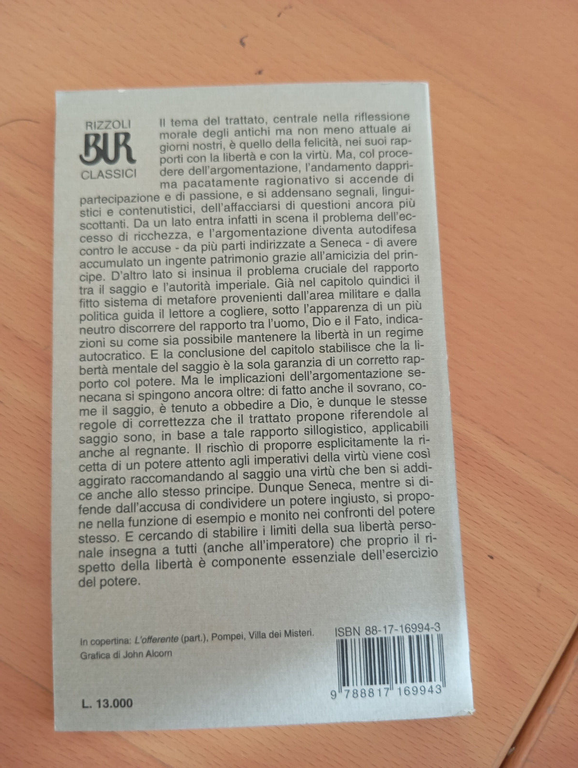 RIZZOLI
BUR
CLASSICI
Il tema del trattato, centrale nella riflessione
morale degli antichi ma non meno attuale ai
giorni nostri, è quello della felicità, nei suoi rap-
porti con la libertà e con la virtù. Ma, col proce-
dere dell'argomentazione, l'andamento dappri-
ma pacatamente ragionativo si accende di
partecipazione e di passione, e si addensano segnali, lingui-
stici e contenutistici, dell'affacciarsi di questioni ancora più
scottanti. Da un lato entra infatti in scena il problema dell'ec-
cesso di ricchezza, e l'argomentazione diventa autodifesa
contro le accuse - da più parti indirizzate a Seneca - di avere
accumulato un ingente patrimonio grazie all'amicizia del prin-
cipe. D'altro lato si insinua il problema cruciale del rapporto
tra il saggio e l'autorità imperiale. Già nel capitolo quindici il
fitto sistema di metafore provenienti dall'area militare e dalla
politica guida il lettore a cogliere, sotto l'apparenza di un più
neutro discorrere del rapporto tra l'uomo, Dio e il Fato, indica-
zioni su come sia possibile mantenere la libertà in un regime
autocratico. E la conclusione del capitolo stabilisce che la li-
bertà mentale del saggio è la sola garanzia di un corretto rap-
porto col potere. Ma le implicazioni dell'argomentazione se-
necana si spingono ancora oltre: di fatto anche il sovrano, co-
me il saggio, è tenuto a obbedire a Dio, e dunque le stesse
regole di correttezza che il trattato propone riferendole al
saggio sono, in base a tale rapporto sillogistico, applicabili
anche al regnante. Il rischio di proporre esplicitamente la ri-
cetta di un potere attento agli imperativi della virtù viene così
aggirato raccomandando al saggio una virtù che ben si addi-
ce anche allo stesso principe. Dunque Seneca, mentre si di-
fende dall'accusa di condividere un potere ingiusto, si propo-
ne nella funzione di esempio e monito nei confronti del potere
stesso. E cercando di stabilire i limiti della sua libertà perso-
nale insegna a tutti (anche all'imperatore) che proprio il ri-
spetto della libertà è componente essenziale dell'esercizio
del potere.
In copertina: L'offerente (part.), Pompei, Villa dei Misteri.
Grafica di John Alcorn
ISBN 88-17-16994-3
9 788817 169943
L. 13.000